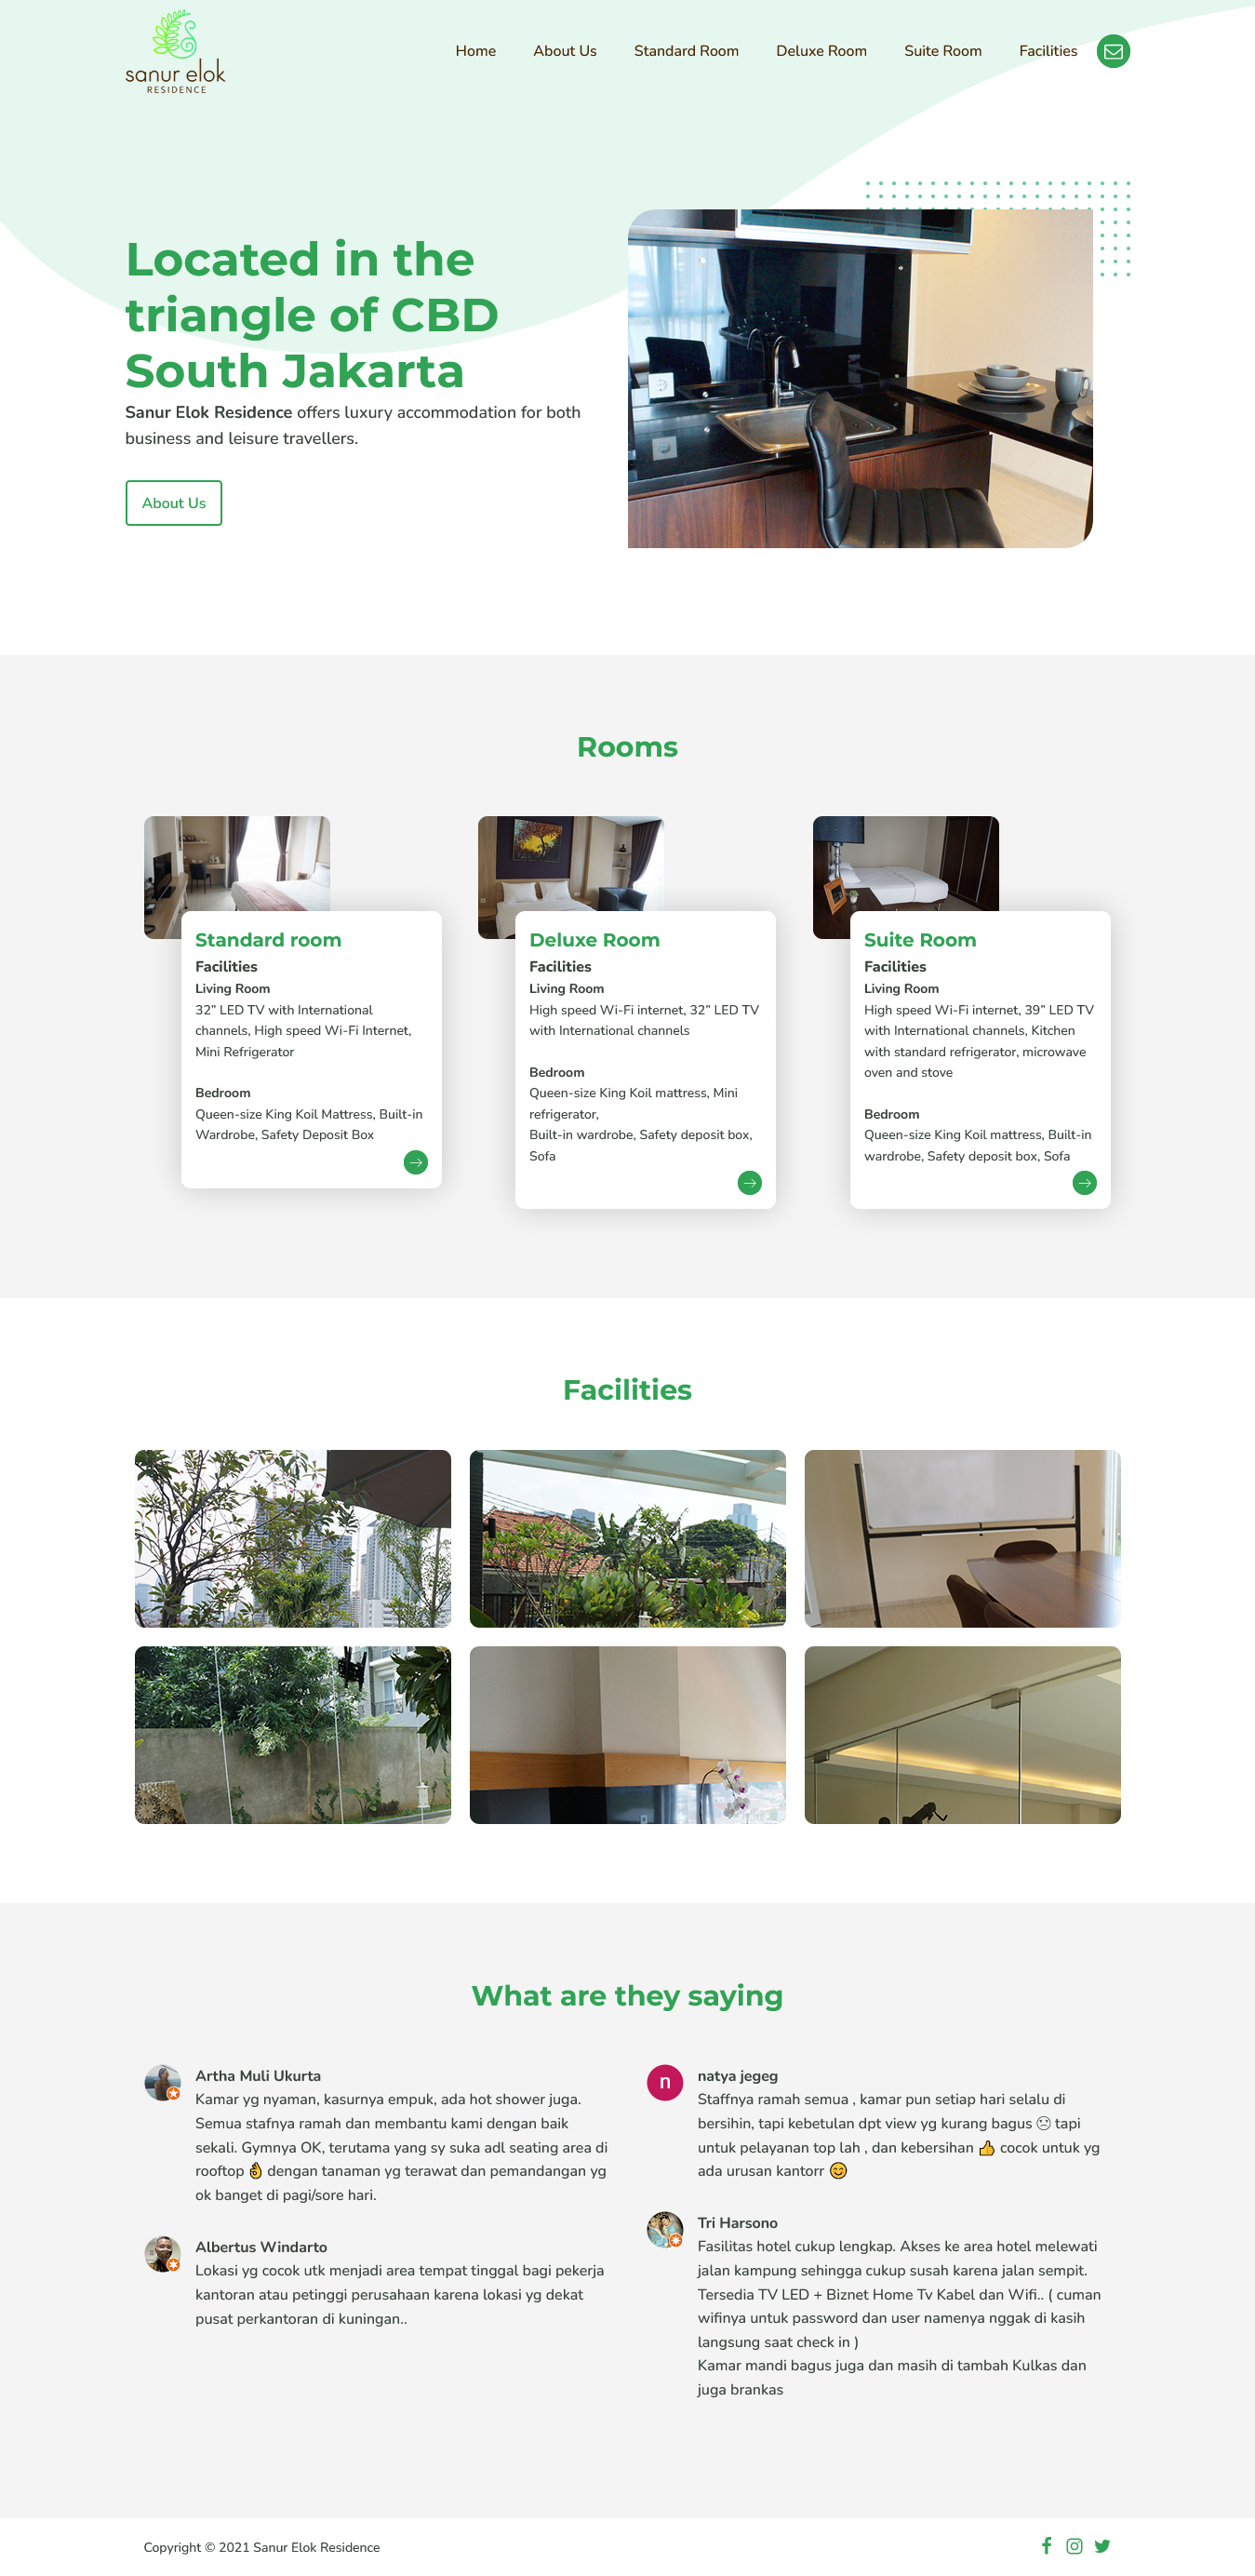 sanur elok
RESIDENCE
Home
About Us
Standard Room
Deluxe Room
Suite Room
Facilities
Located in the
triangle of CBD
South Jakarta
Sanur Elok Residence offers luxury accommodation for both
business and leisure travellers.
About Us
Rooms
Standard room
Facilities
Living Room
32” LED TV with International
channels, High speed Wi-Fi Internet,
Mini Refrigerator
Bedroom
Queen-size King Koil Mattress, Built-in
Wardrobe, Safety Deposit Box
Deluxe Room
Facilities
Living Room
High speed Wi-Fi internet, 32” LED TV
with International channels
Bedroom
Queen-size King Koil mattress, Mini
refrigerator,
Built-in wardrobe, Safety deposit box,
Sofa
Suite Room
Facilities
Living Room
High speed Wi-Fi internet, 39” LED TV
with International channels, Kitchen
with standard refrigerator, microwave
oven and stove
Bedroom
Queen-size King Koil mattress, Built-in
wardrobe, Safety deposit box, Sofa
Facilities
What are they saying
Artha Muli Ukurta
Kamar yg nyaman, kasurnya empuk, ada hot shower juga.
Semua stafnya ramah dan membantu kami dengan baik
sekali. Gymnya OK, terutama yang sy suka adl seating area di
rooftop 👌 dengan tanaman yg terawat dan pemandangan yg
ok banget di pagi/sore hari.
Albertus Windarto
Lokasi yg cocok utk menjadi area tempat tinggal bagi pekerja
kantoran atau petinggi perusahaan karena lokasi yg dekat
pusat perkantoran di kuningan..
n
natya jegeg
Staffnya ramah semua , kamar pun setiap hari selalu di
bersihin, tapi kebetulan dpt view yg kurang bagus ☹ tapi
untuk pelayanan top lah , dan kebersihan 👍 cocok untuk yg
ada urusan kantorr 😊
Tri Harsono
Fasilitas hotel cukup lengkap. Akses ke area hotel melewati
jalan kampung sehingga cukup susah karena jalan sempit.
Tersedia TV LED + Biznet Home Tv Kabel dan Wifi.. ( cuman
wifinya untuk password dan user namenya nggak di kasih
langsung saat check in )
Kamar mandi bagus juga dan masih di tambah Kulkas dan
juga brankas
Copyright © 2021 Sanur Elok Residence